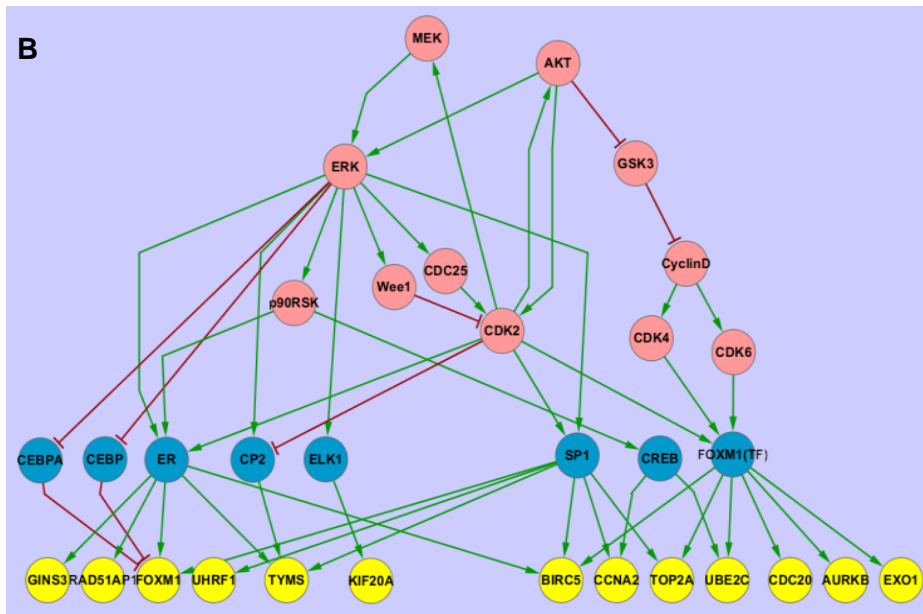 B
MEK
AKT
ERK
GSK3
CyclinD
CDC25
Wee1
p90RSK
CDK2
CDK4
CDK6
CEBPA
CEBP
ER
CP2
ELK1
SP1
CREB
FOXM1(TF)
GINS3
RAD51AP1
FOXM1
UHRF1
TYMS
KIF20A
BIRC5
CCNA2
TOP2A
UBE2C
CDC20
AURKB
EXO1